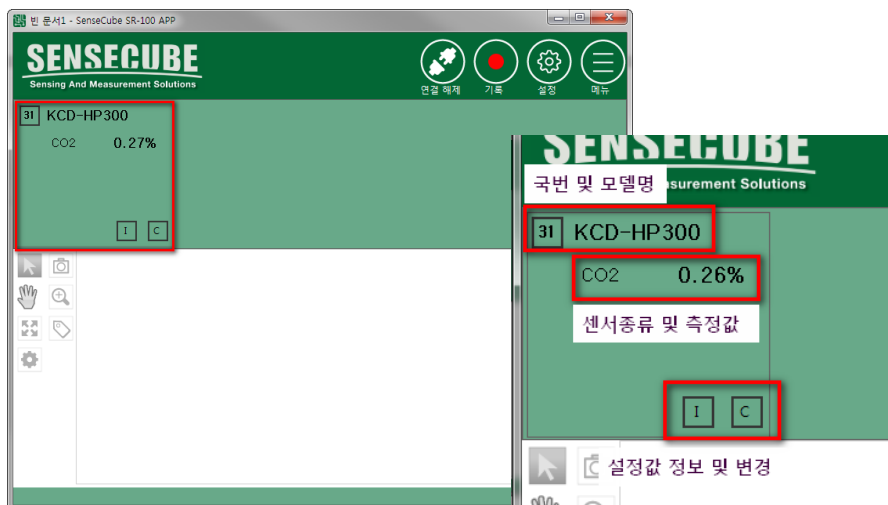 빈 문서1 - SenseCube SR-100 APP
SENSECUBE
Sensing And Measurement Solutions
연결 해제
기록
설정
메뉴
31 KCD-HP300
CO2 0.27%
I C
SENSECUBE
국번 및 모델명
surement Solutions
31 KCD-HP300
CO2 0.26%
센서종류 및 측정값
I C
설정값 정보 및 변경